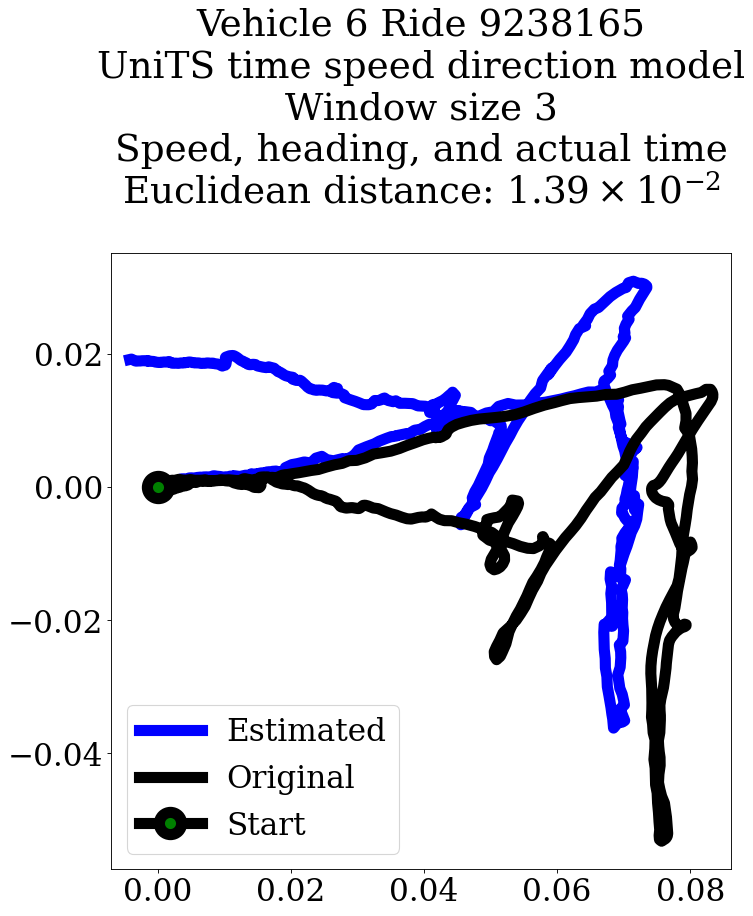 Vehicle 6 Ride 9238165
UniTS time speed direction model
Window size 3
Speed, heading, and actual time
Euclidean distance: 1.39 × 10⁻²
0.02
0.00
−0.02
−0.04
Estimated
Original
Start
0.00 0.02 0.04 0.06 0.08